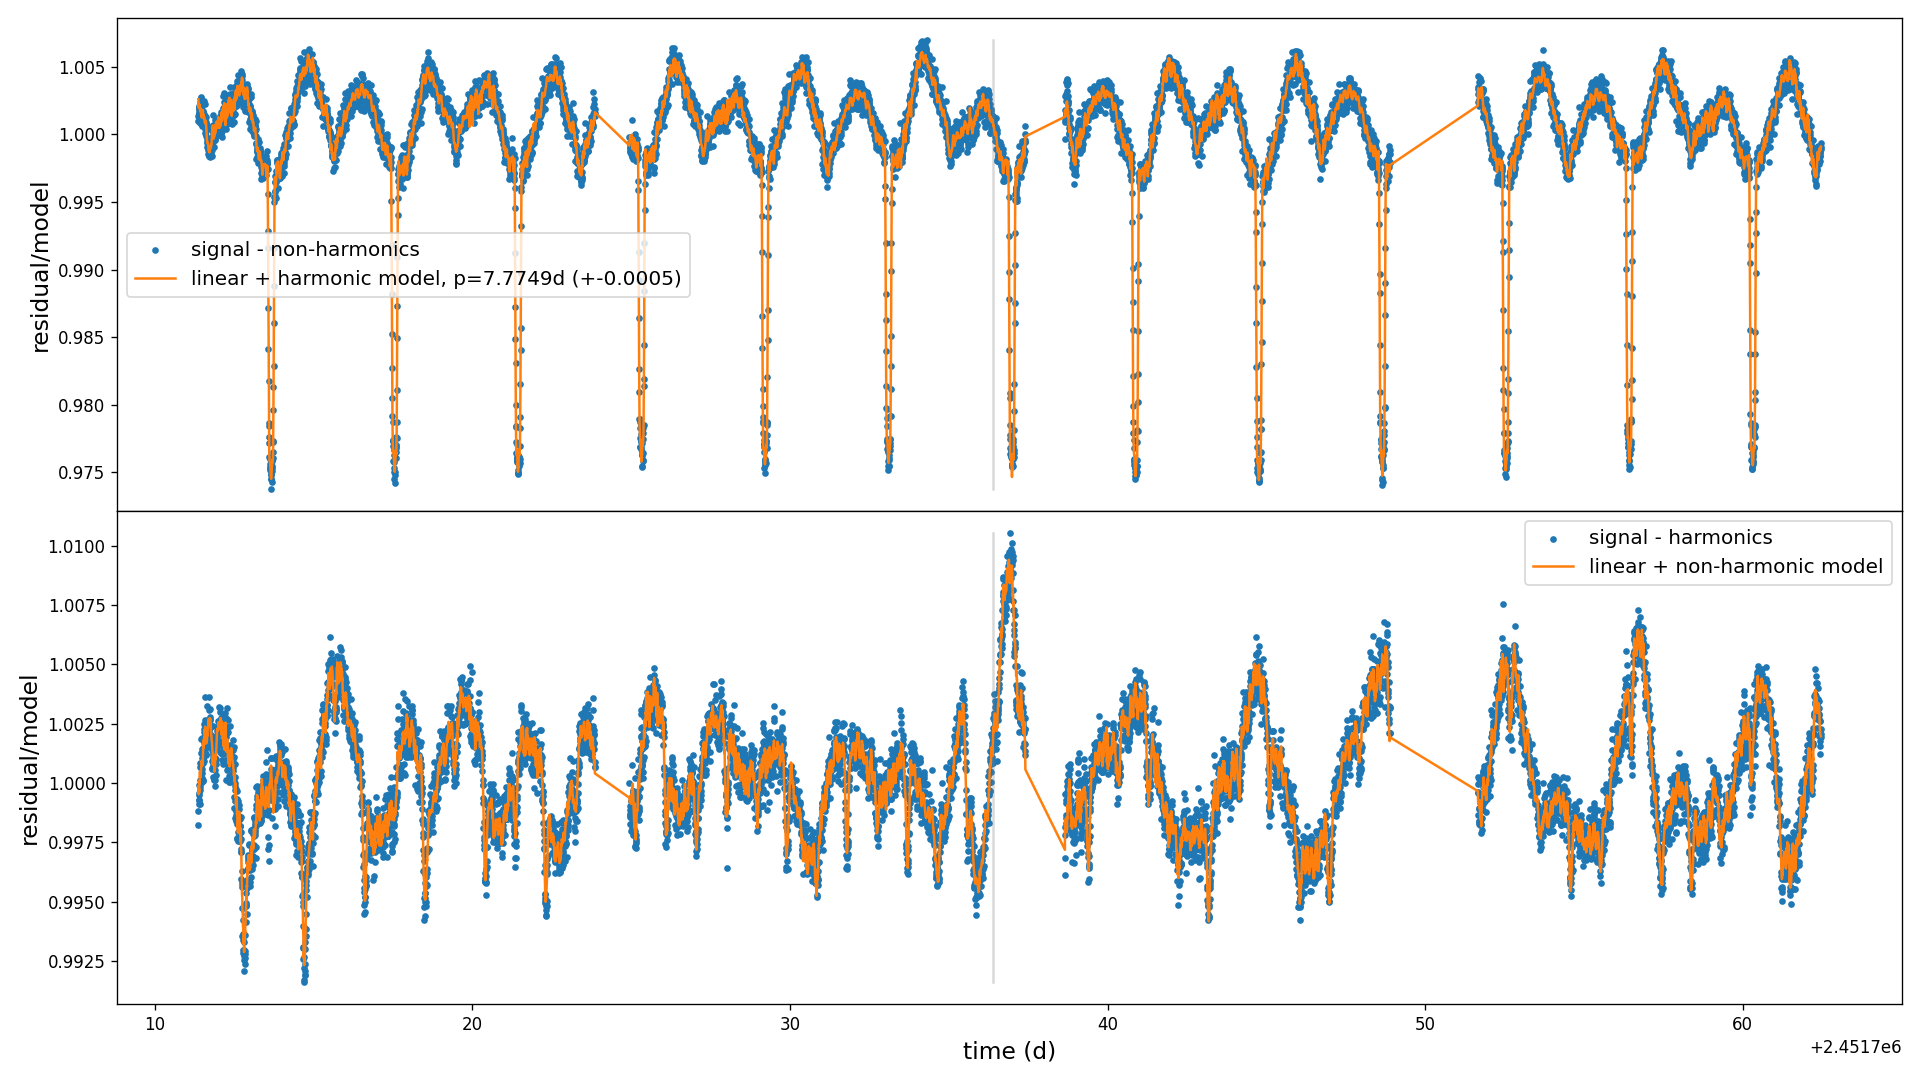 1.005
1.000
0.995
0.990
0.985
0.980
0.975
residual/model
signal - non-harmonics
linear + harmonic model, p=7.7749d (+-0.0005)
1.0100
1.0075
1.0050
1.0025
1.0000
0.9975
0.9950
0.9925
residual/model
signal - harmonics
linear + non-harmonic model
10 20 30 40 50 60
time (d)
+2.4517e6